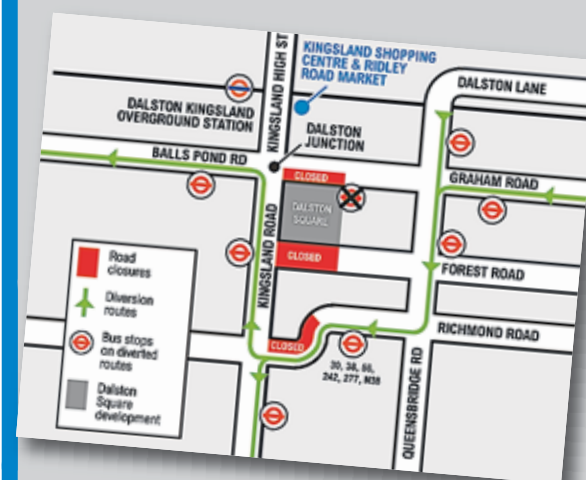 KINGSLAND HIGH ST
KINGSLAND SHOPPING
CENTRE & RIDLEY
ROAD MARKET
DALSTON LANE
DALSTON KINGSLAND
OVERGROUND STATION
DALSTON
JUNCTION
BALLS POND RD
CLOSED
GRAHAM ROAD
DALSTON
SQUARE
KINGSLAND ROAD
CLOSED
FOREST ROAD
Road
closures
Diversion
routes
Bus stops
on diverted
routes
Dalston
Square
development
CLOSED
RICHMOND ROAD
30, 38, 56,
242, 277, N38
QUEENSBRIDGE RD